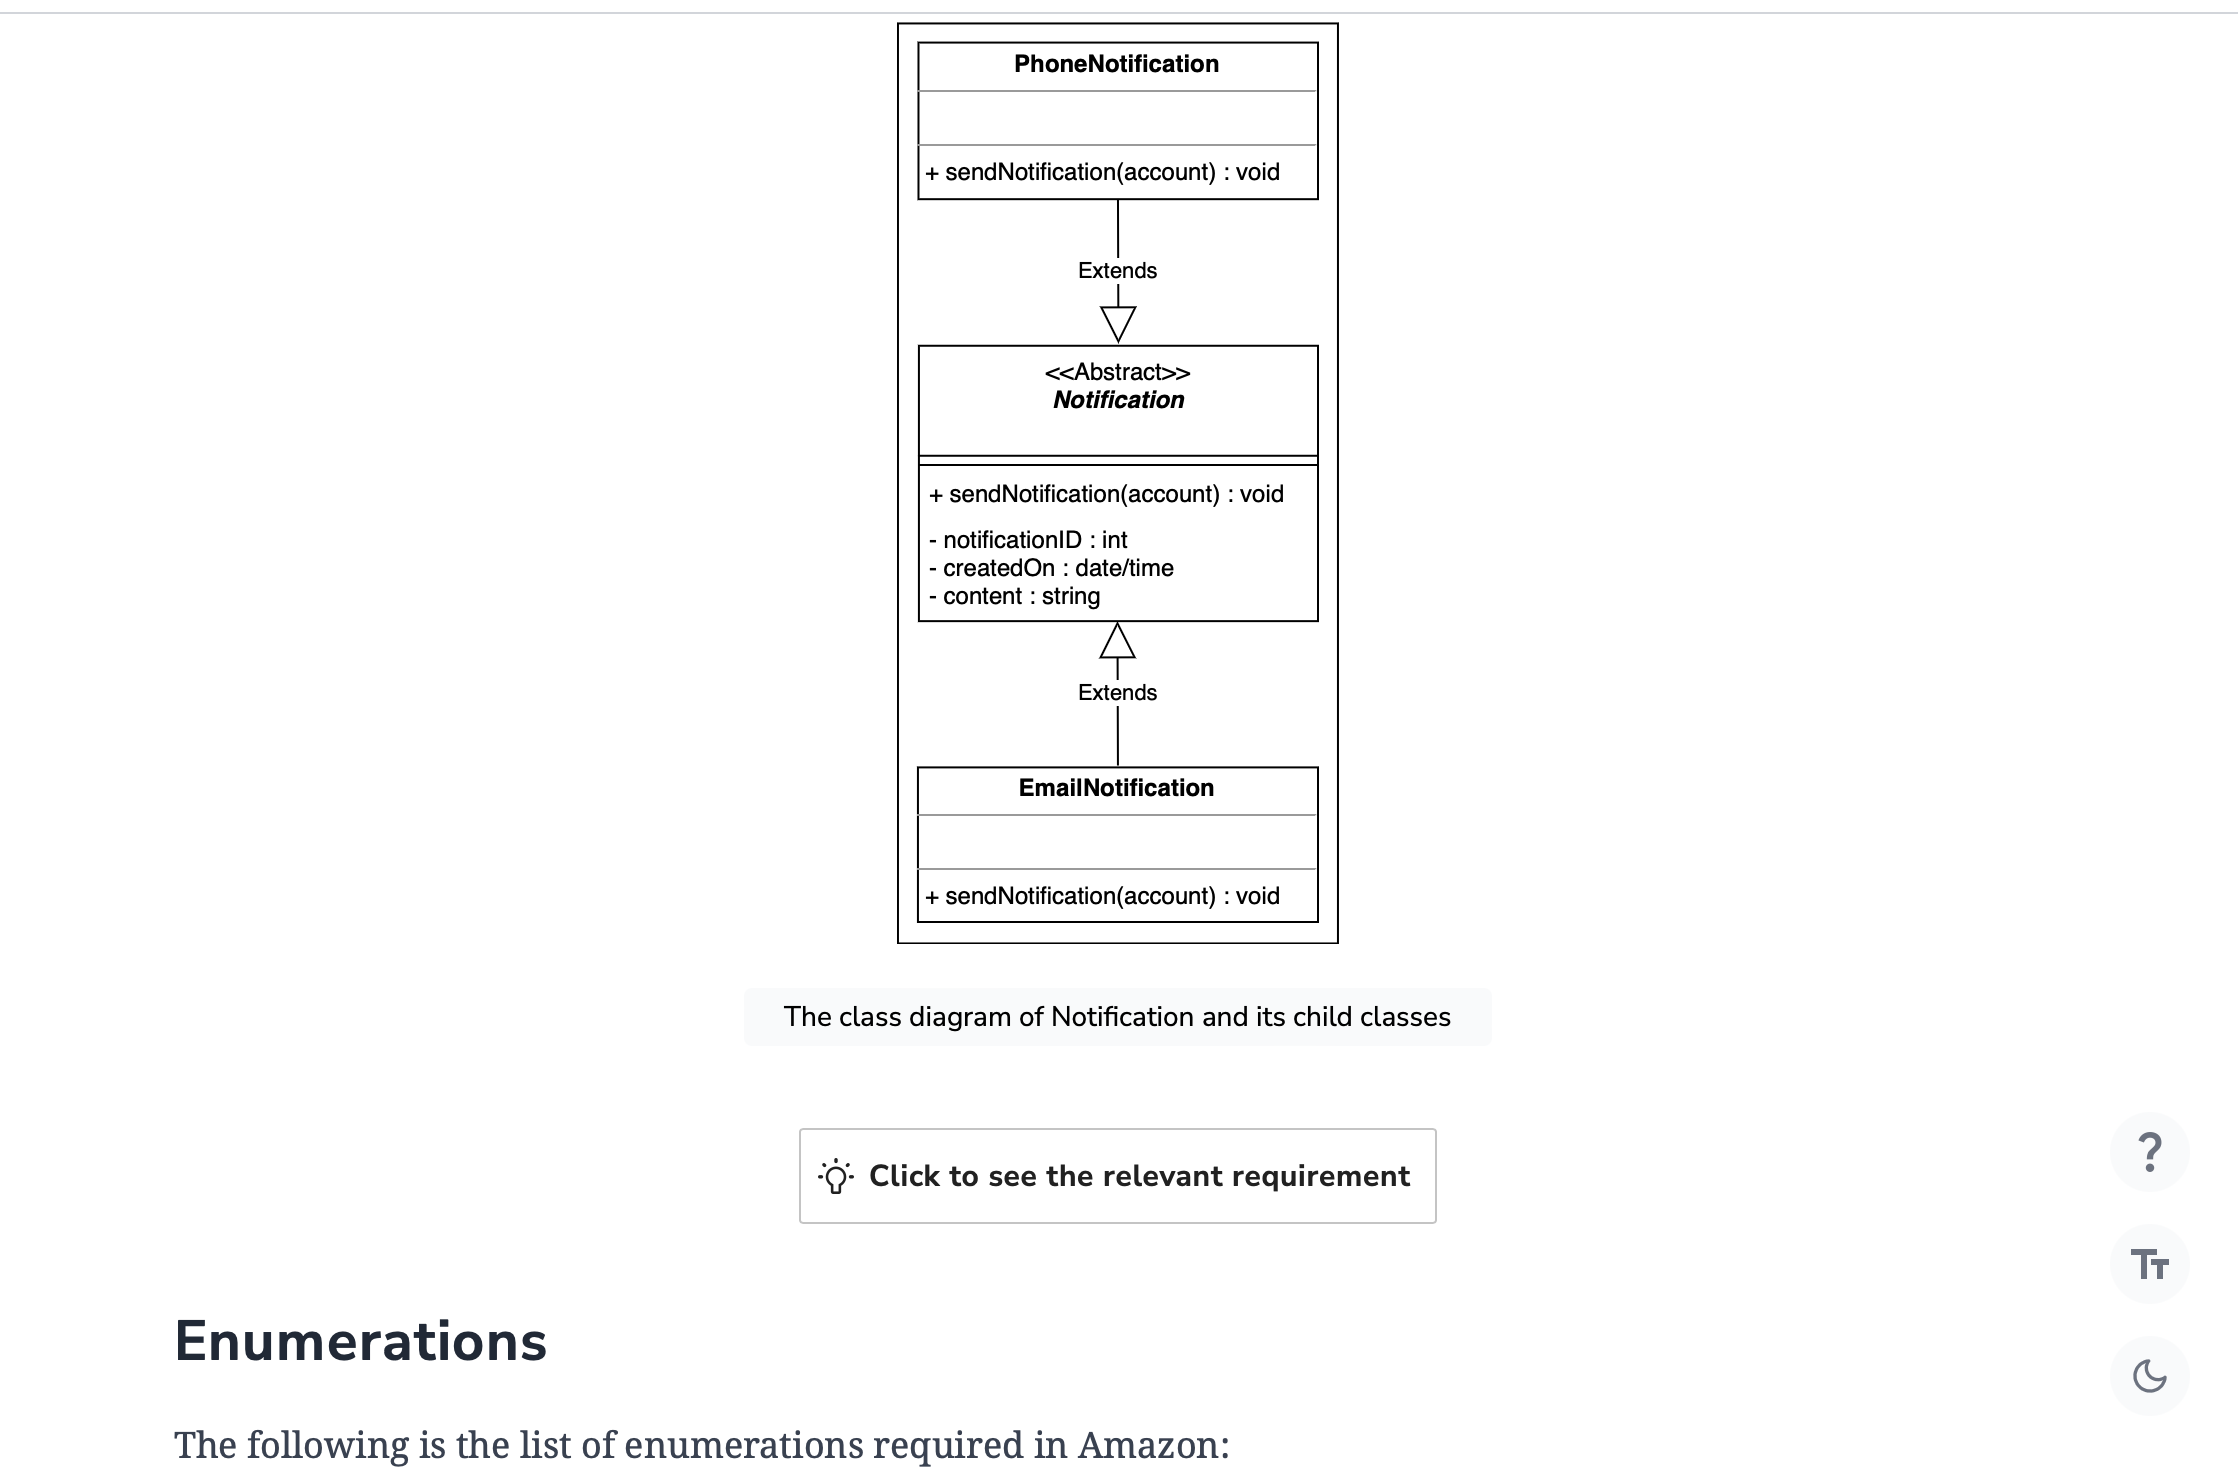 PhoneNotification
+ sendNotification(account) : void
Extends
<<Abstract>>
Notification
+ sendNotification(account) : void
- notificationID : int
- createdOn : date/time
- content : string
Extends
EmailNotification
+ sendNotification(account) : void
The class diagram of Notification and its child classes
Click to see the relevant requirement
?
Tт
Enumerations
The following is the list of enumerations required in Amazon: